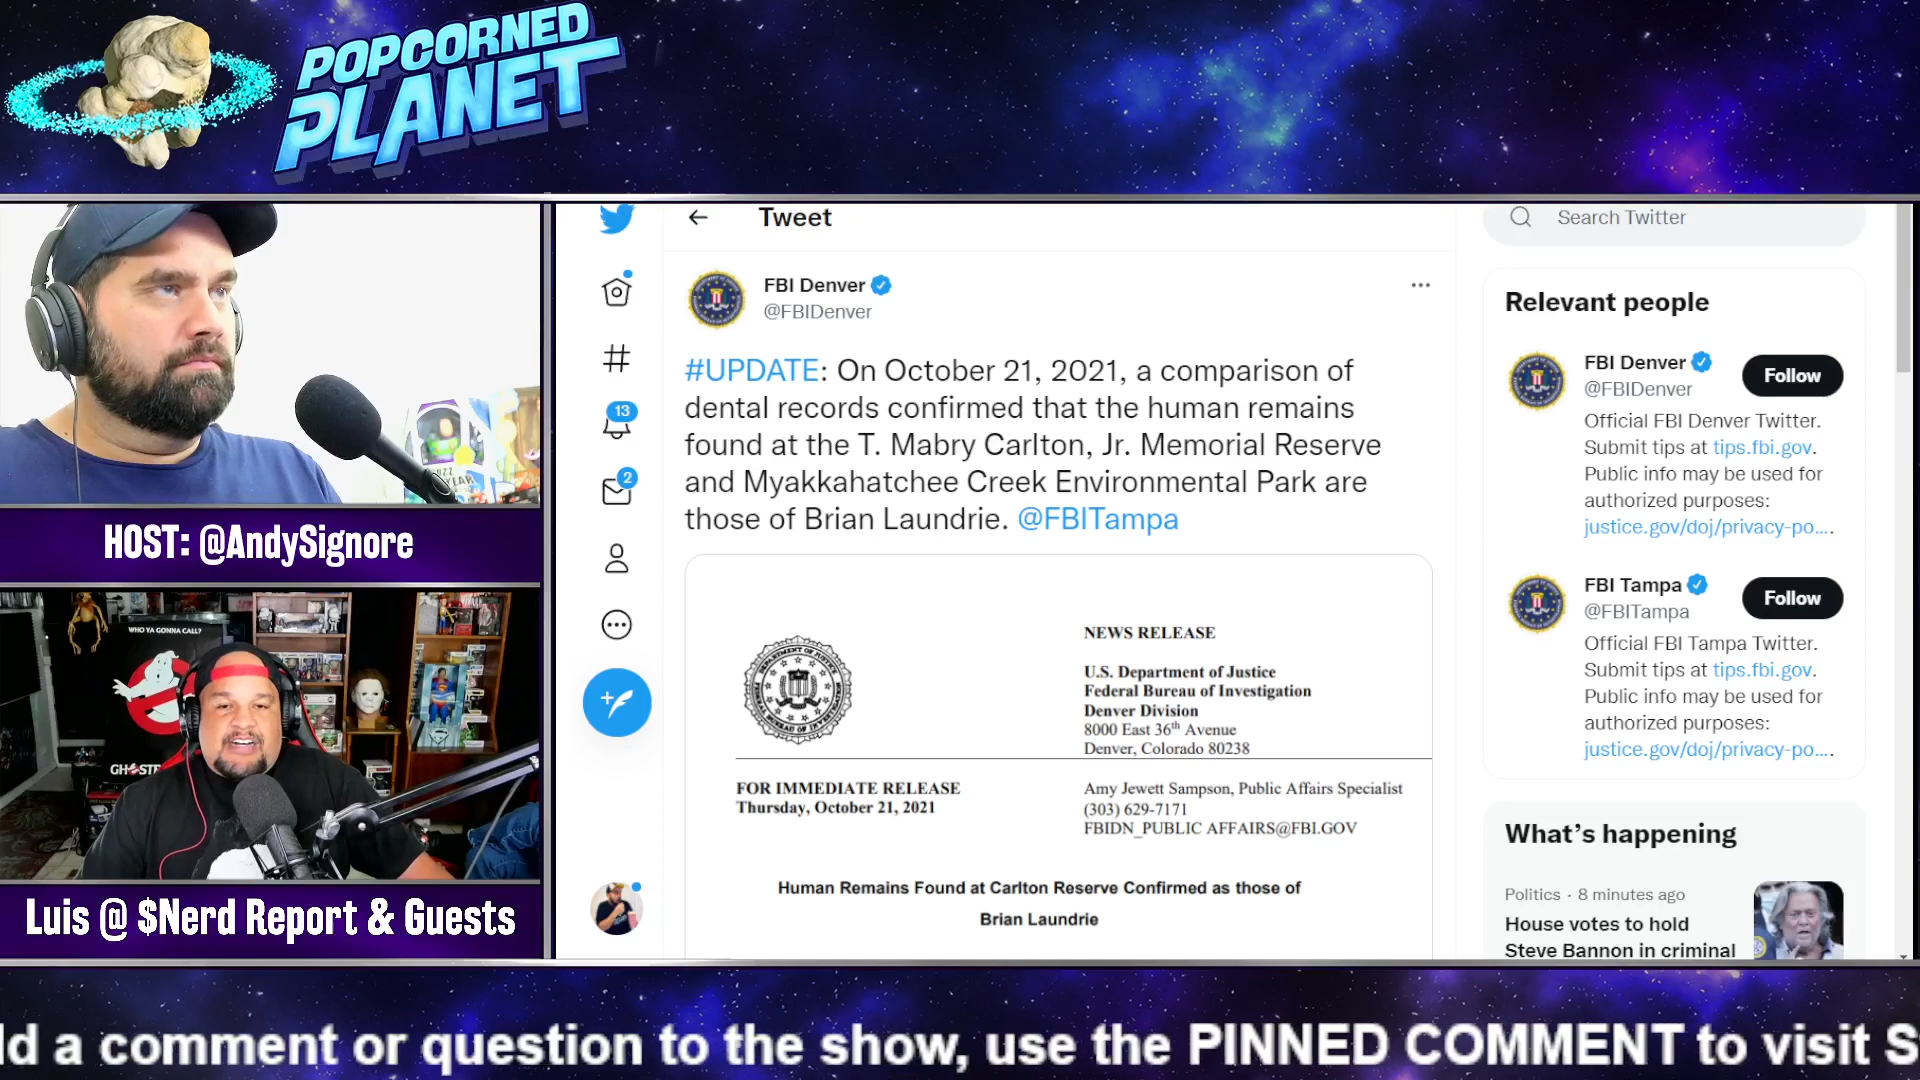 POPCORNED
PLANET
HOST: @AndySignore
WHO YA GONNA CALL?
Luis @ $Nerd Report & Guests
Tweet
13
2
FBI Denver
@FBIDenver
#UPDATE: On October 21, 2021, a comparison of
dental records confirmed that the human remains
found at the T. Mabry Carlton, Jr. Memorial Reserve
and Myakkahatchee Creek Environmental Park are
those of Brian Laundrie. @FBITampa
NEWS RELEASE
U.S. Department of Justice
Federal Bureau of Investigation
Denver Division
8000 East 36th Avenue
Denver, Colorado 80238
FOR IMMEDIATE RELEASE
Thursday, October 21, 2021
Amy Jewett Sampson, Public Affairs Specialist
(303) 629-7171
FBIDN_PUBLIC AFFAIRS@FBI.GOV
Human Remains Found at Carlton Reserve Confirmed as those of
Brian Laundrie
Search Twitter
Relevant people
FBI Denver
@FBIDenver
Follow
Official FBI Denver Twitter.
Submit tips at tips.fbi.gov.
Public info may be used for
authorized purposes:
justice.gov/doj/privacy-po....
FBI Tampa
@FBITampa
Follow
Official FBI Tampa Twitter.
Submit tips at tips.fbi.gov.
Public info may be used for
authorized purposes:
justice.gov/doj/privacy-po....
What's happening
Politics · 8 minutes ago
House votes to hold
Steve Bannon in criminal
ld a comment or question to the show, use the PINNED COMMENT to visit S